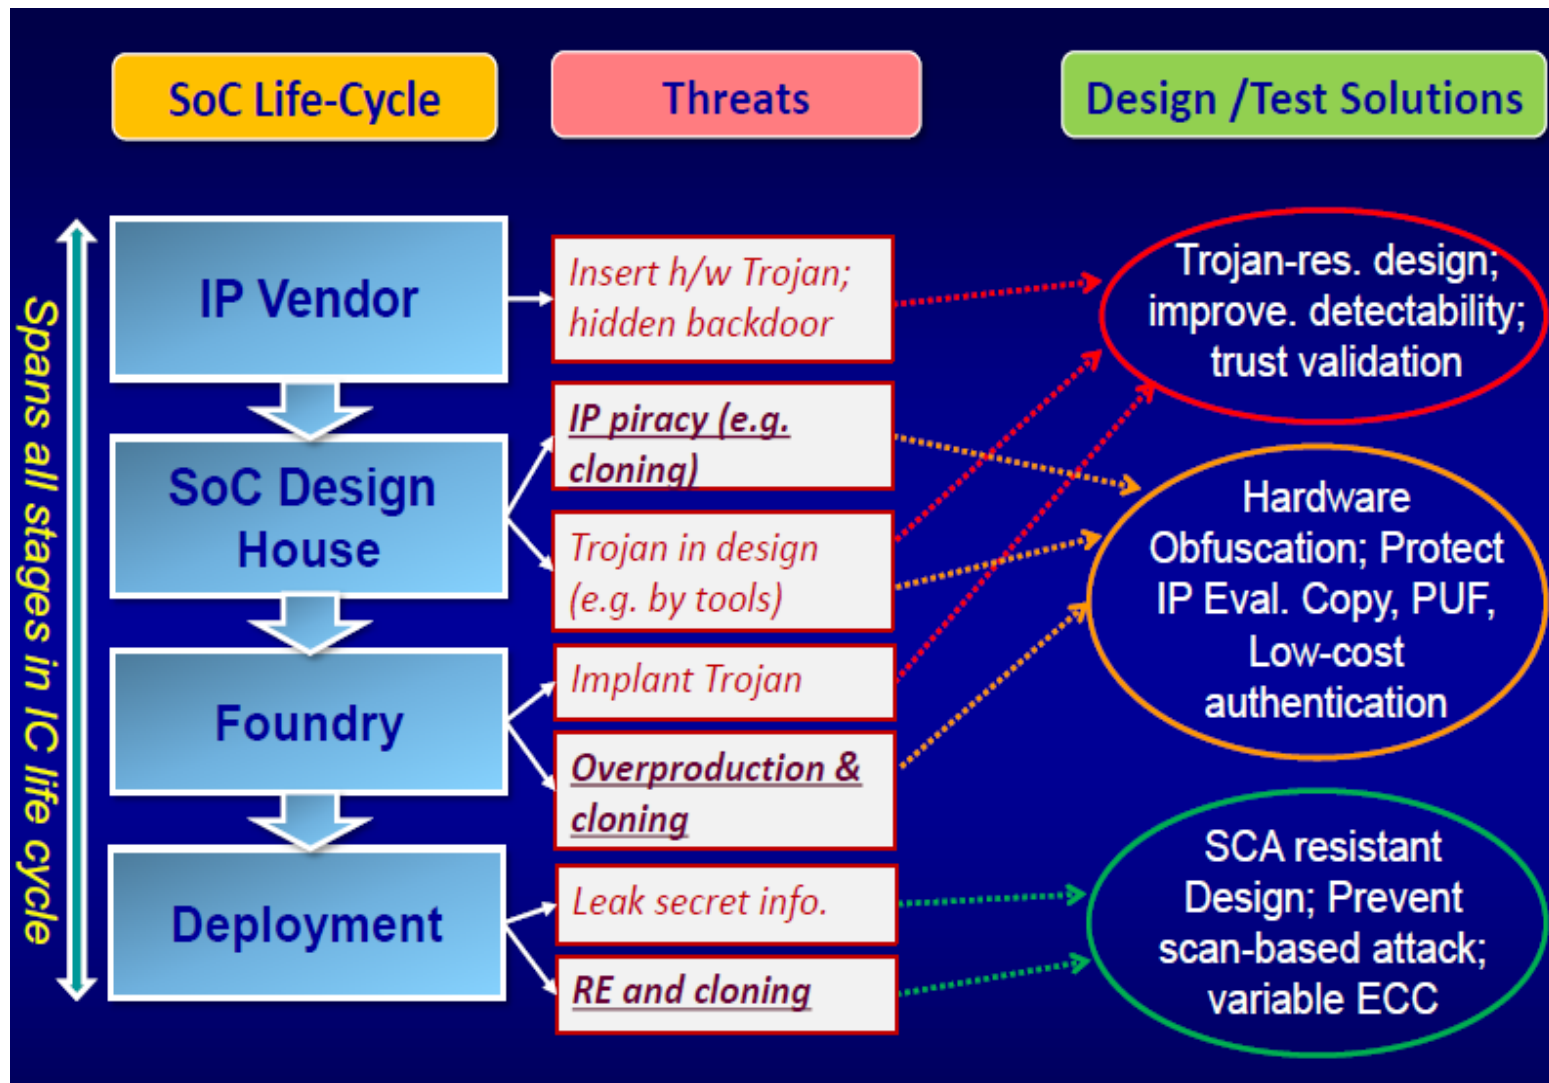 SoC Life-Cycle
Threats
Design /Test Solutions
Spans all stages in IC life cycle
IP Vendor
SoC Design
House
Foundry
Deployment
Insert h/w Trojan;
hidden backdoor
IP piracy (e.g.
cloning)
Trojan in design
(e.g. by tools)
Implant Trojan
Overproduction &
cloning
Leak secret info.
RE and cloning
Trojan-res. design;
improve. detectability;
trust validation
Hardware
Obfuscation; Protect
IP Eval. Copy, PUF,
Low-cost
authentication
SCA resistant
Design; Prevent
scan-based attack;
variable ECC